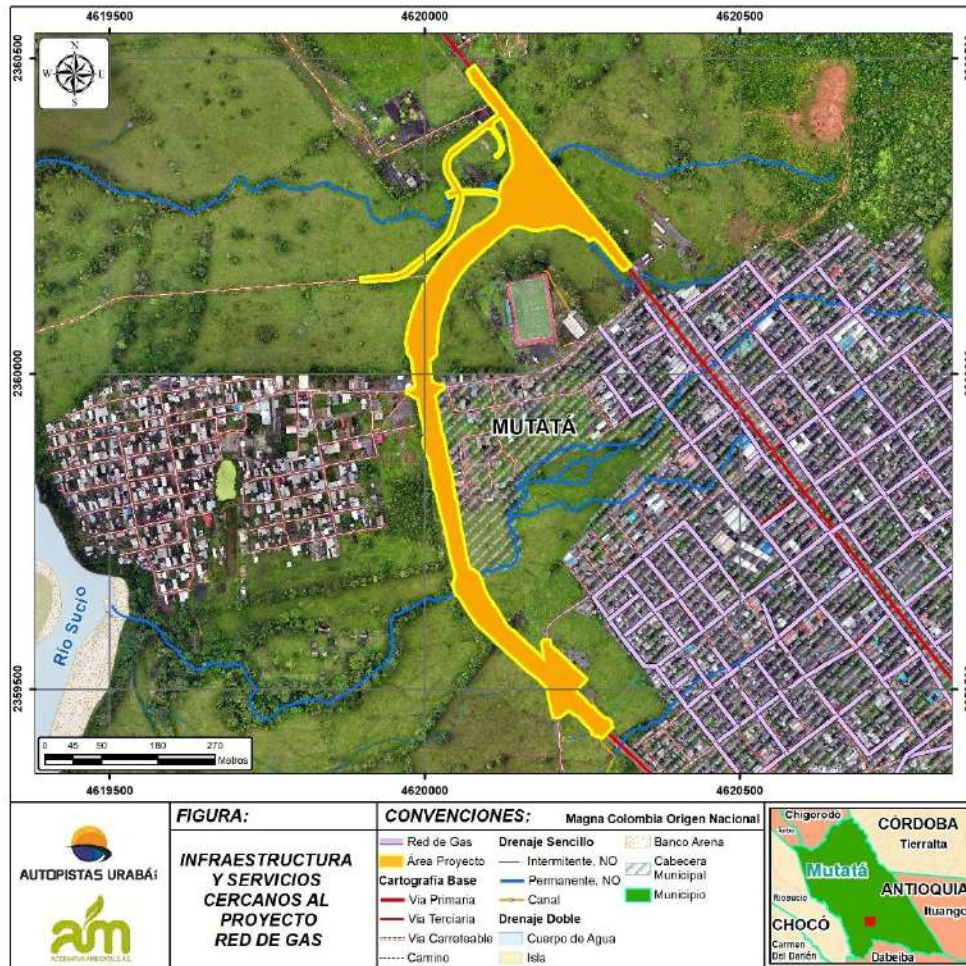 4619500
4620000
4620500
2360500
N
W E
S
2360000
2360000
MUTATÁ
Río Sucio
2359500
0 45 90 180 270
Metros
4619500
4620000
4620500
AUTOPISTAS URABÁ
am
FIGURA:
INFRAESTRUCTURA
Y SERVICIOS
CERCANOS AL
PROYECTO
RED DE GAS
CONVENCIONES:
Magna Colombia Origen Nacional
Red de Gas
Área Proyecto
Cartografía Base
Vía Primaria
Vía Terciaria
Vía Carreteable
Camino
Drenaje Sencillo
Intermitente, NO
Permanente, NO
Canal
Drenaje Doble
Cuerpo de Agua
Isla
Banco Arena
Cabecera
Municipal
Municipio
Chigorodo
CÓRDOBA
Turbo
Tierralta
Mutatá
ANTIOQUIA
Riosucio
Ituango
CHOCÓ
Carmen
Del Darién
Dabeiba